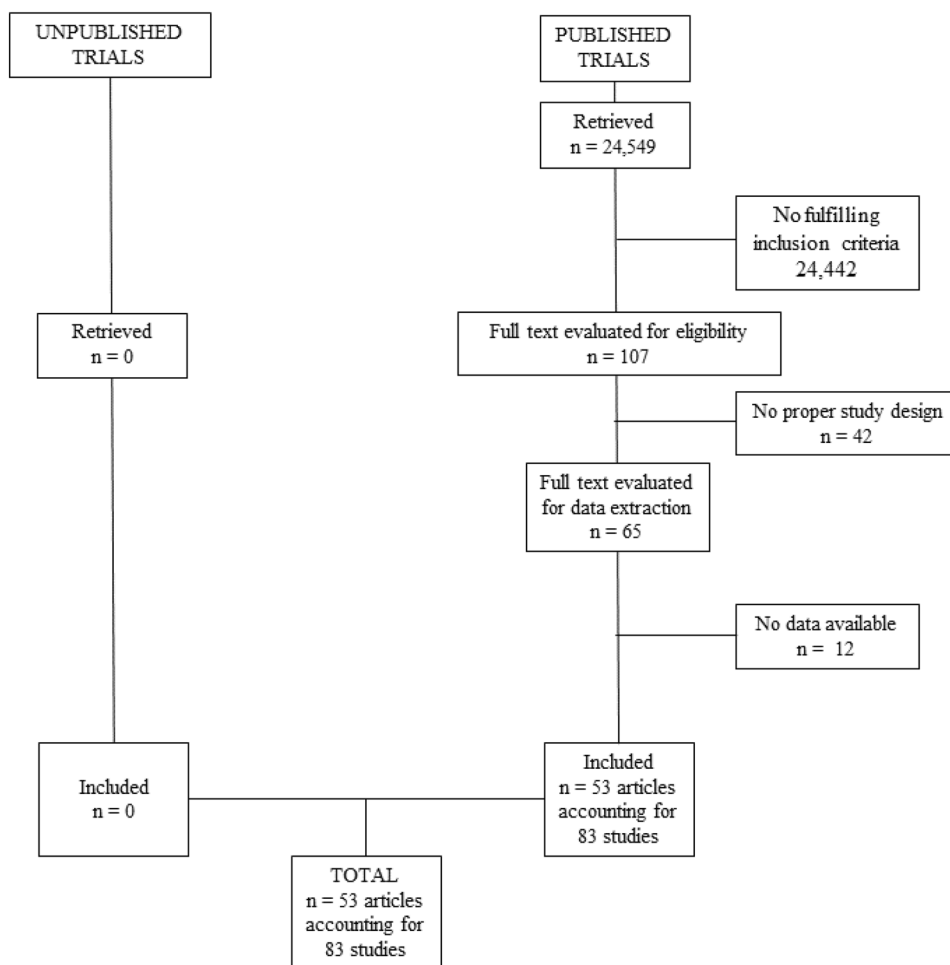 UNPUBLISHED
TRIALS
PUBLISHED
TRIALS
Retrieved
n = 24,549
No fulfilling
inclusion criteria
24,442
Retrieved
n = 0
Full text evaluated for eligibility
n = 107
No proper study design
n = 42
Full text evaluated
for data extraction
n = 65
No data available
n = 12
Included
n = 0
Included
n = 53 articles
accounting for
83 studies
TOTAL
n = 53 articles
accounting for
83 studies